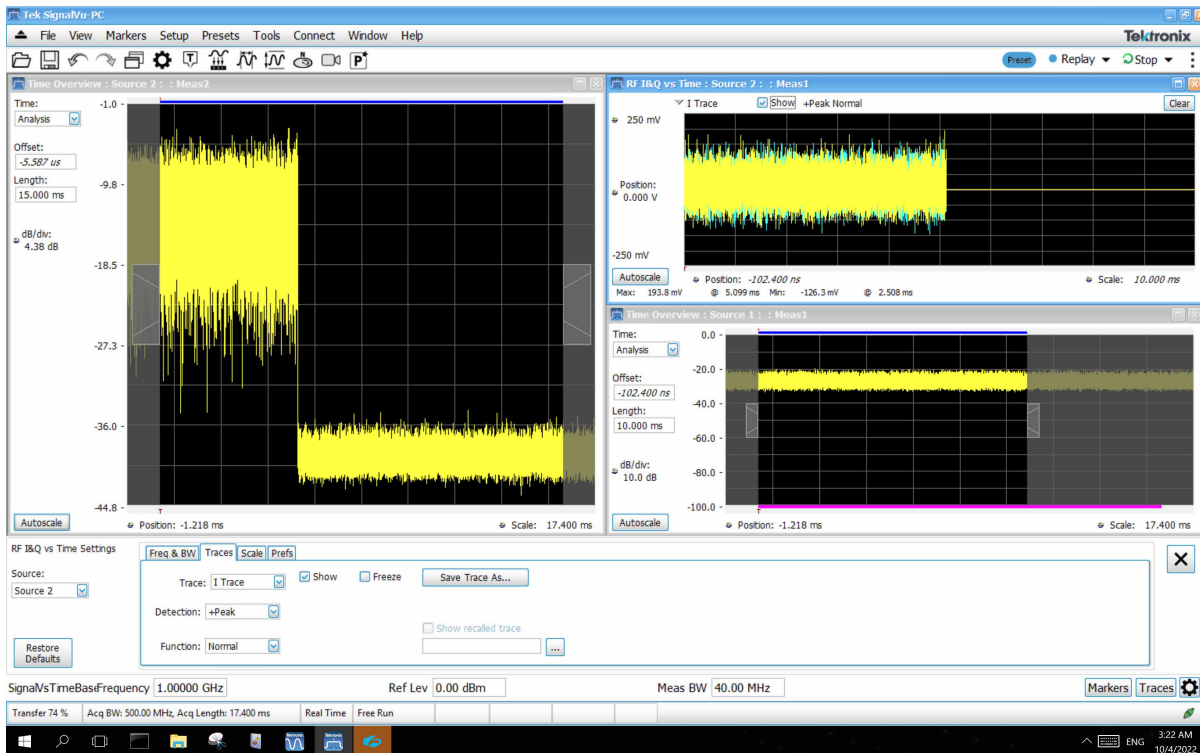 Tek SignalVu-PC
File View Markers Setup Presets Tools Connect Window Help
Tektronix
Preset Replay Stop
Time Overview : Source 2 : : Meas2
Time:
Analysis
Offset:
-5.587 us
Length:
15.000 ms
dB/div:
4.38 dB
-1.0
-9.8
-18.5
-27.3
-36.0
-44.8
T
Autoscale
Position: -1.218 ms
Scale: 17.400 ms
RF I&Q vs Time : Source 2 : : Meas1
I Trace Show +Peak Normal
Clear
250 mV
Position:
0.000 V
-250 mV
Autoscale
Position: -102.400 ns
Scale: 10.000 ms
Max: 193.8 mV @ 5.099 ms Min: -126.3 mV @ 2.508 ms
Time Overview : Source 1 : : Meas1
Time:
Analysis
Offset:
-102.400 ns
Length:
10.000 ms
dB/div:
10.0 dB
0.0
-20.0
-40.0
-60.0
-80.0
-100.0
T
Autoscale
Position: -1.218 ms
Scale: 17.400 ms
RF I&Q vs Time Settings
Source:
Source 2
Restore
Defaults
Freq & BW Traces Scale Prefs
Trace: I Trace Show Freeze Save Trace As...
Detection: +Peak
Show recalled trace
Function: Normal ...
SignalVsTimeBaseFrequency 1.00000 GHz Ref Lev 0.00 dBm Meas BW 40.00 MHz Markers Traces
Transfer 74 % Acq BW: 500.00 MHz, Acq Length: 17.400 ms Real Time Free Run
Tektronix Tektronix
ENG
3:22 AM
10/4/2022